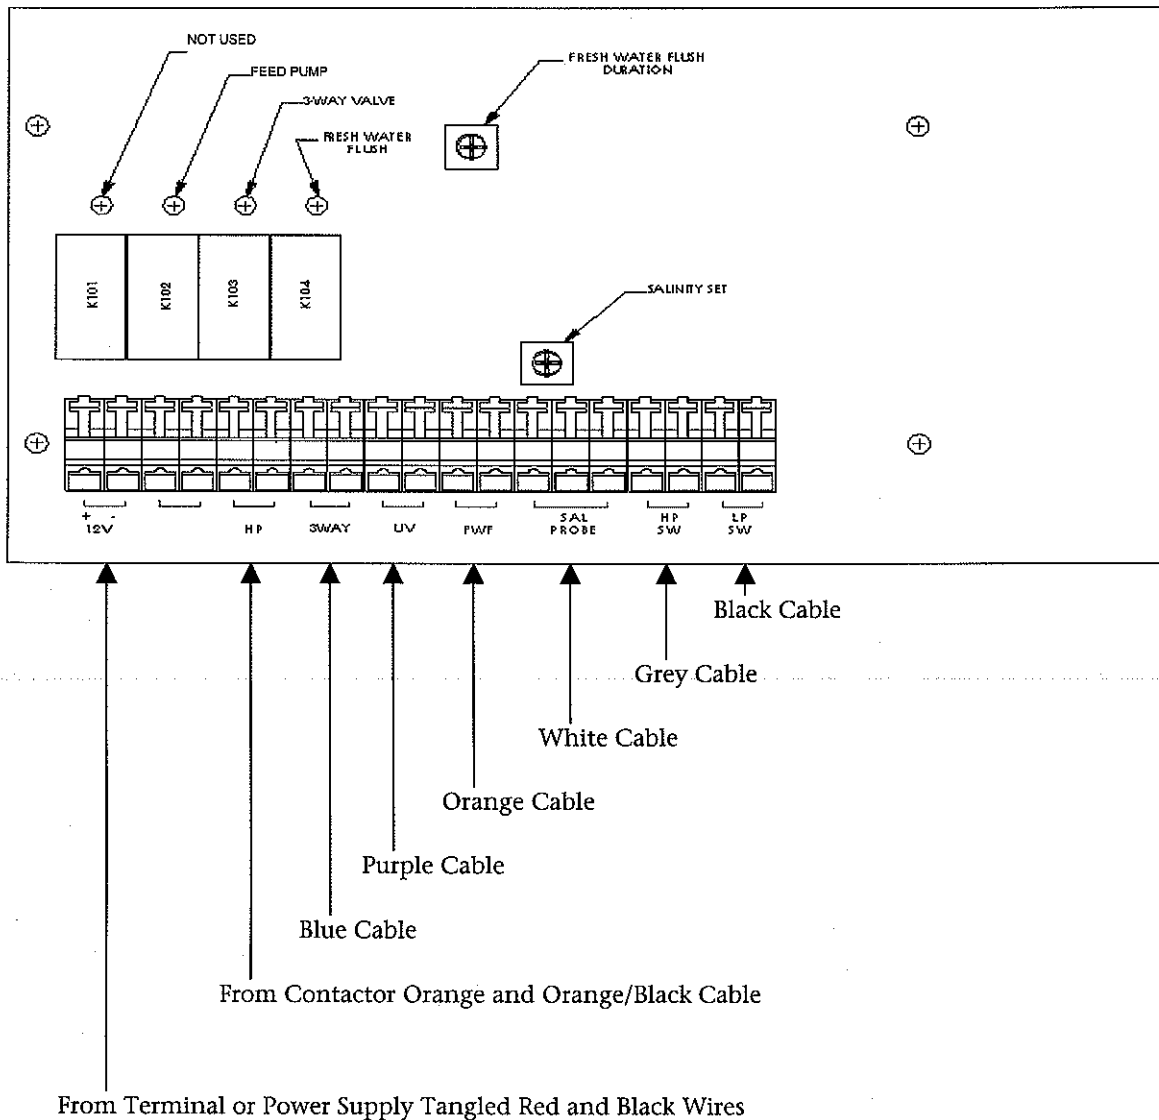 NOT USED
FEED PUMP
3-WAY VALVE
FRESH WATER
FLUSH
FRESH WATER FLUSH
DURATION
K101
K102
K103
K104
SALINITY SET
+ -
12V
HP
3WAY
UV
FWF
SAL
PROBE
HP
SW
LP
SW
Black Cable
Grey Cable
White Cable
Orange Cable
Purple Cable
Blue Cable
From Contactor Orange and Orange/Black Cable
From Terminal or Power Supply Tangled Red and Black Wires